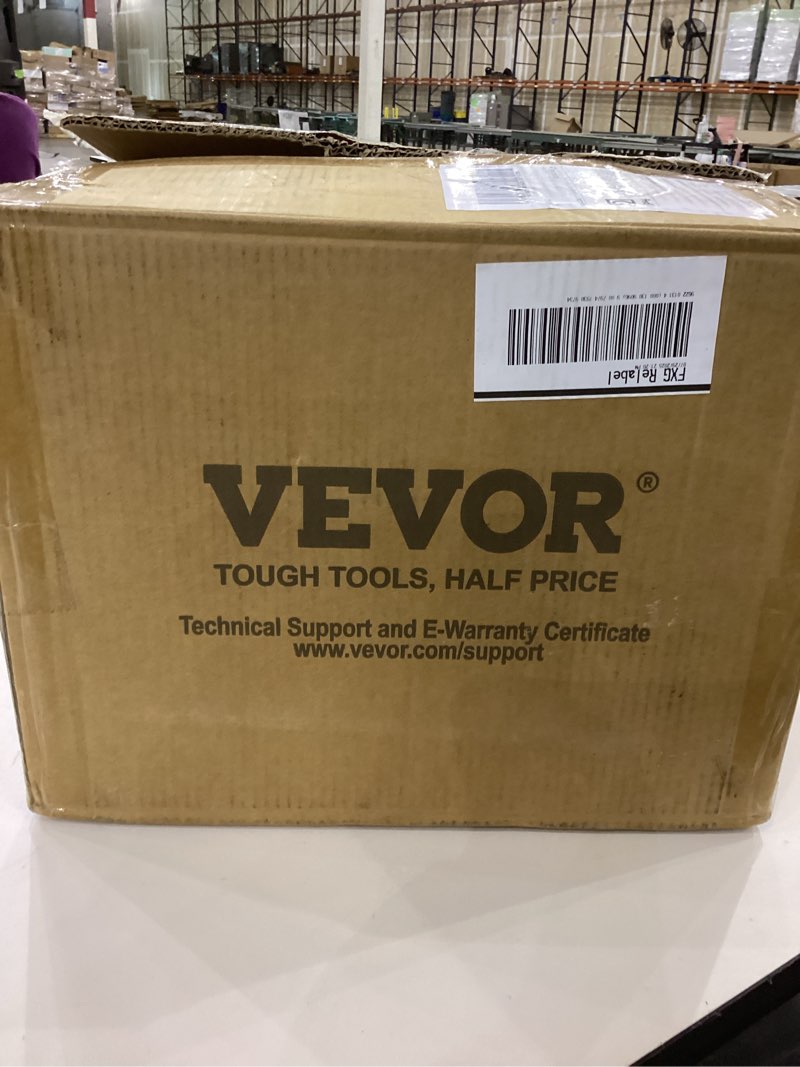 FXG Relabel
VEVOR®
TOUGH TOOLS, HALF PRICE
Technical Support and E-Warranty Certificate
www.vevor.com/support